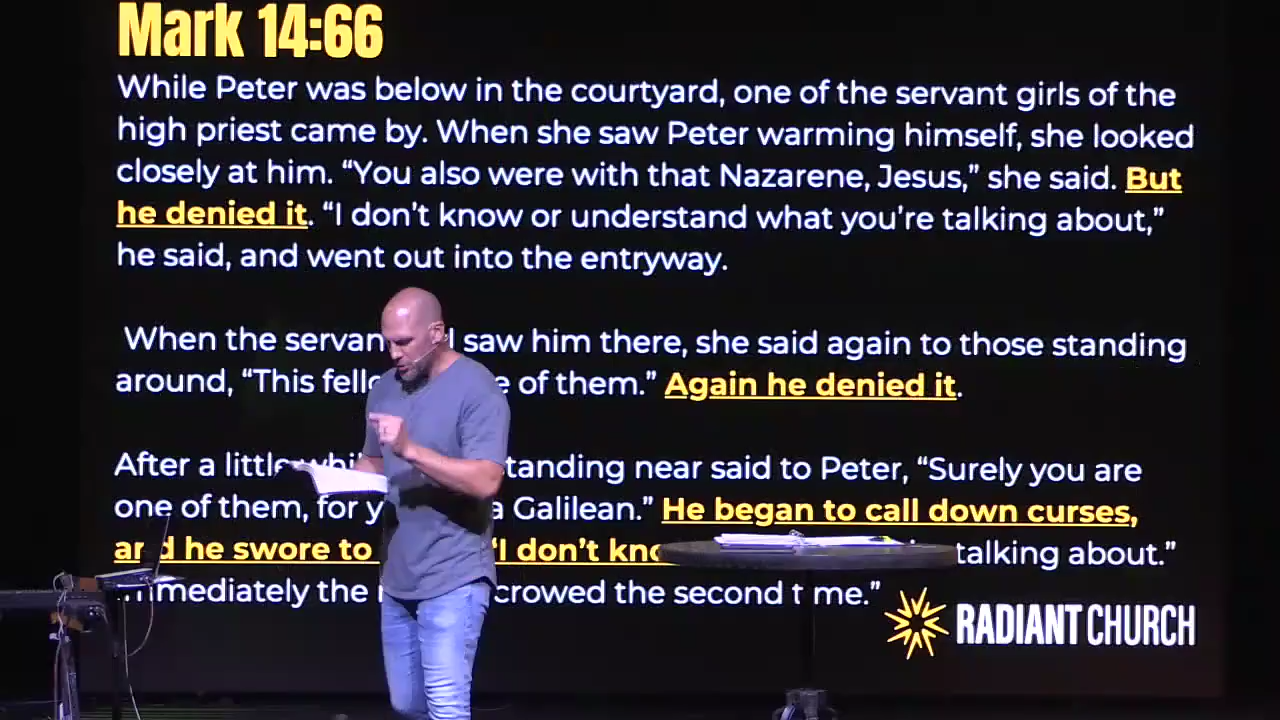 Mark 14:66
While Peter was below in the courtyard, one of the servant girls of the
high priest came by. When she saw Peter warming himself, she looked
closely at him. “You also were with that Nazarene, Jesus,” she said. But
he denied it. “I don’t know or understand what you’re talking about,”
he said, and went out into the entryway.
When the servan saw him there, she said again to those standing
around, “This fell e of them.” Again he denied it.
After a little whi tanding near said to Peter, “Surely you are
one of them, for y a Galilean.” He began to call down curses,
and he swore to “I don’t kno talking about.”
mmediately the crowed the second t me.”
RADIANT CHURCH